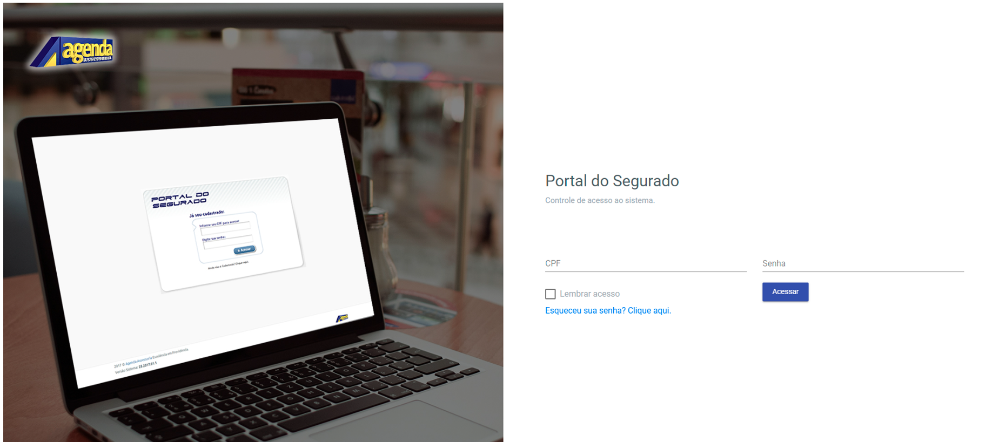 agenda
ASSESSORIA
PORTAL DO
SEGURADO
Já sou cadastrado:
Informe seu CPF para acessar
Digite sua senha:
Acessar
Ainda não é Cadastrado? Clique aqui.
agenda
2017 © Agenda Assessoria Excelência em Previdência.
Versão Sistema: 25.2017.01.1
Portal do Segurado
Controle de acesso ao sistema.
CPF
Senha
Lembrar acesso
Acessar
Esqueceu sua senha? Clique aqui.